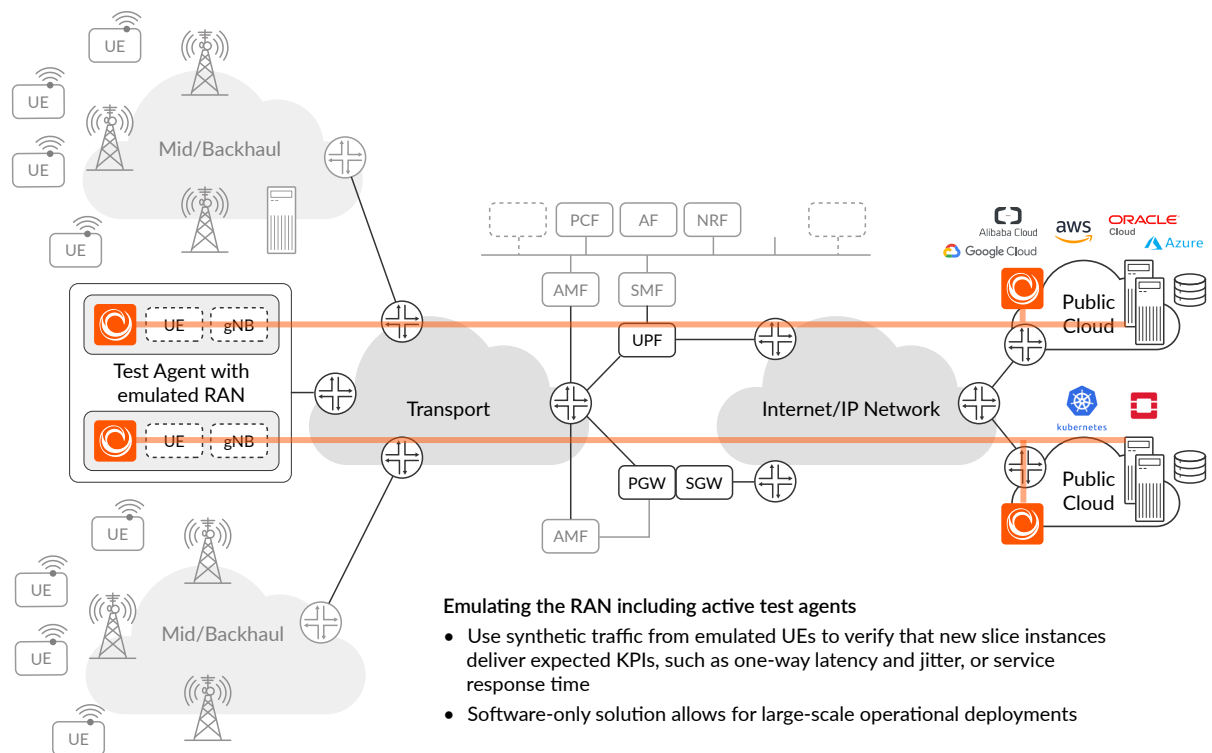 UE
UE
UE
UE
Mid/Backhaul
PCF
AF
NRF
Alibaba Cloud
aws
ORACLE
Cloud
Google Cloud
Azure
AMF
SMF
UE
gNB
UPF
Public
Cloud
Test Agent with
emulated RAN
Transport
Internet/IP Network
kubernetes
UE
gNB
PGW
SGW
Public
Cloud
AMF
UE
UE
UE
UE
Mid/Backhaul
Emulating the RAN including active test agents
• Use synthetic traffic from emulated UEs to verify that new slice instances
deliver expected KPIs, such as one-way latency and jitter, or service
response time
• Software-only solution allows for large-scale operational deployments